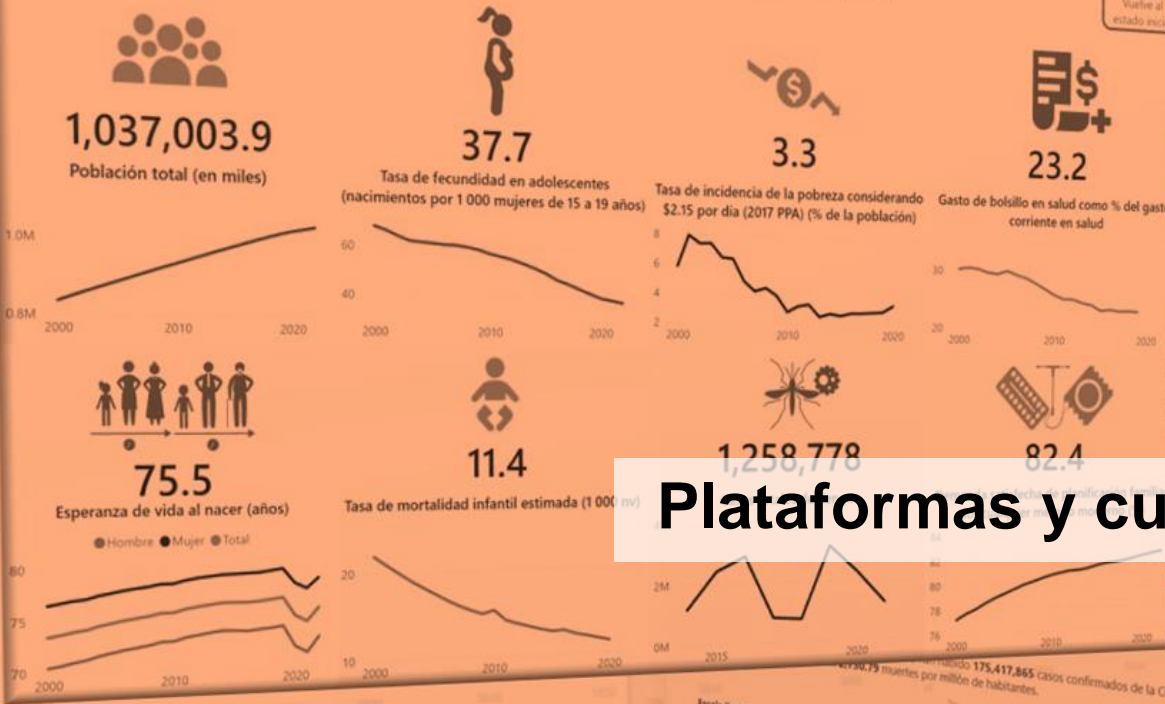 Vuelve al
estado inici
1,037,003.9
Población total (en miles)
1.0M
0.8M
2000
2010
2020
37.7
Tasa de fecundidad en adolescentes
(nacimientos por 1 000 mujeres de 15 a 19 años)
60
40
2000
2010
2020
3.3
Tasa de incidencia de la pobreza considerando
$2.15 por día (2017 PPA) (% de la población)
8
6
4
2
2000
2010
2020
23.2
Gasto de bolsillo en salud como % del gasto
corriente en salud
30
20
2000
2010
2020
75.5
Esperanza de vida al nacer (años)
Hombre Mujer Total
80
75
70
2000
2010
2020
11.4
Tasa de mortalidad infantil estimada (1 000 nv)
20
10
2000
2010
2020
1,258,778
2M
0M
2015
2020
82.4
84
82
80
78
76
2000
2010
2020
Plataformas y cu
habido 175,417,865 casos confirmados de la C
muertes por millón de habitantes.